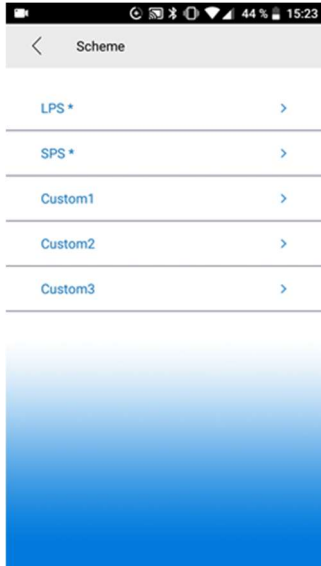 44 % 15:23
Scheme
LPS *
SPS *
Custom1
Custom2
Custom3